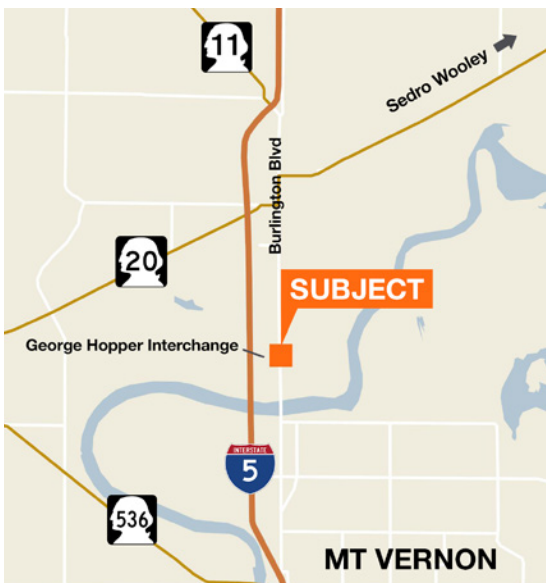 11
Sedro Wooley
Burlington Blvd
20
SUBJECT
George Hopper Interchange
INTERSTATE
5
536
MT VERNON